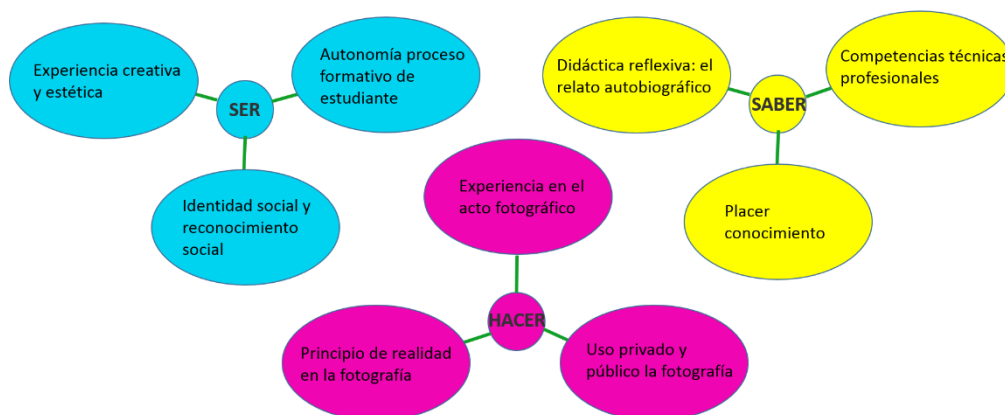 Experiencia creativa
y estética
Autonomía proceso
formativo de
estudiante
SER
Identidad social y
reconocimiento
social
Didáctica reflexiva: el
relato autobiográfico
Competencias técnicas
profesionales
SABER
Placer
conocimiento
Experiencia en el
acto fotográfico
HACER
Principio de realidad
en la fotografía
Uso privado y
público la fotografía